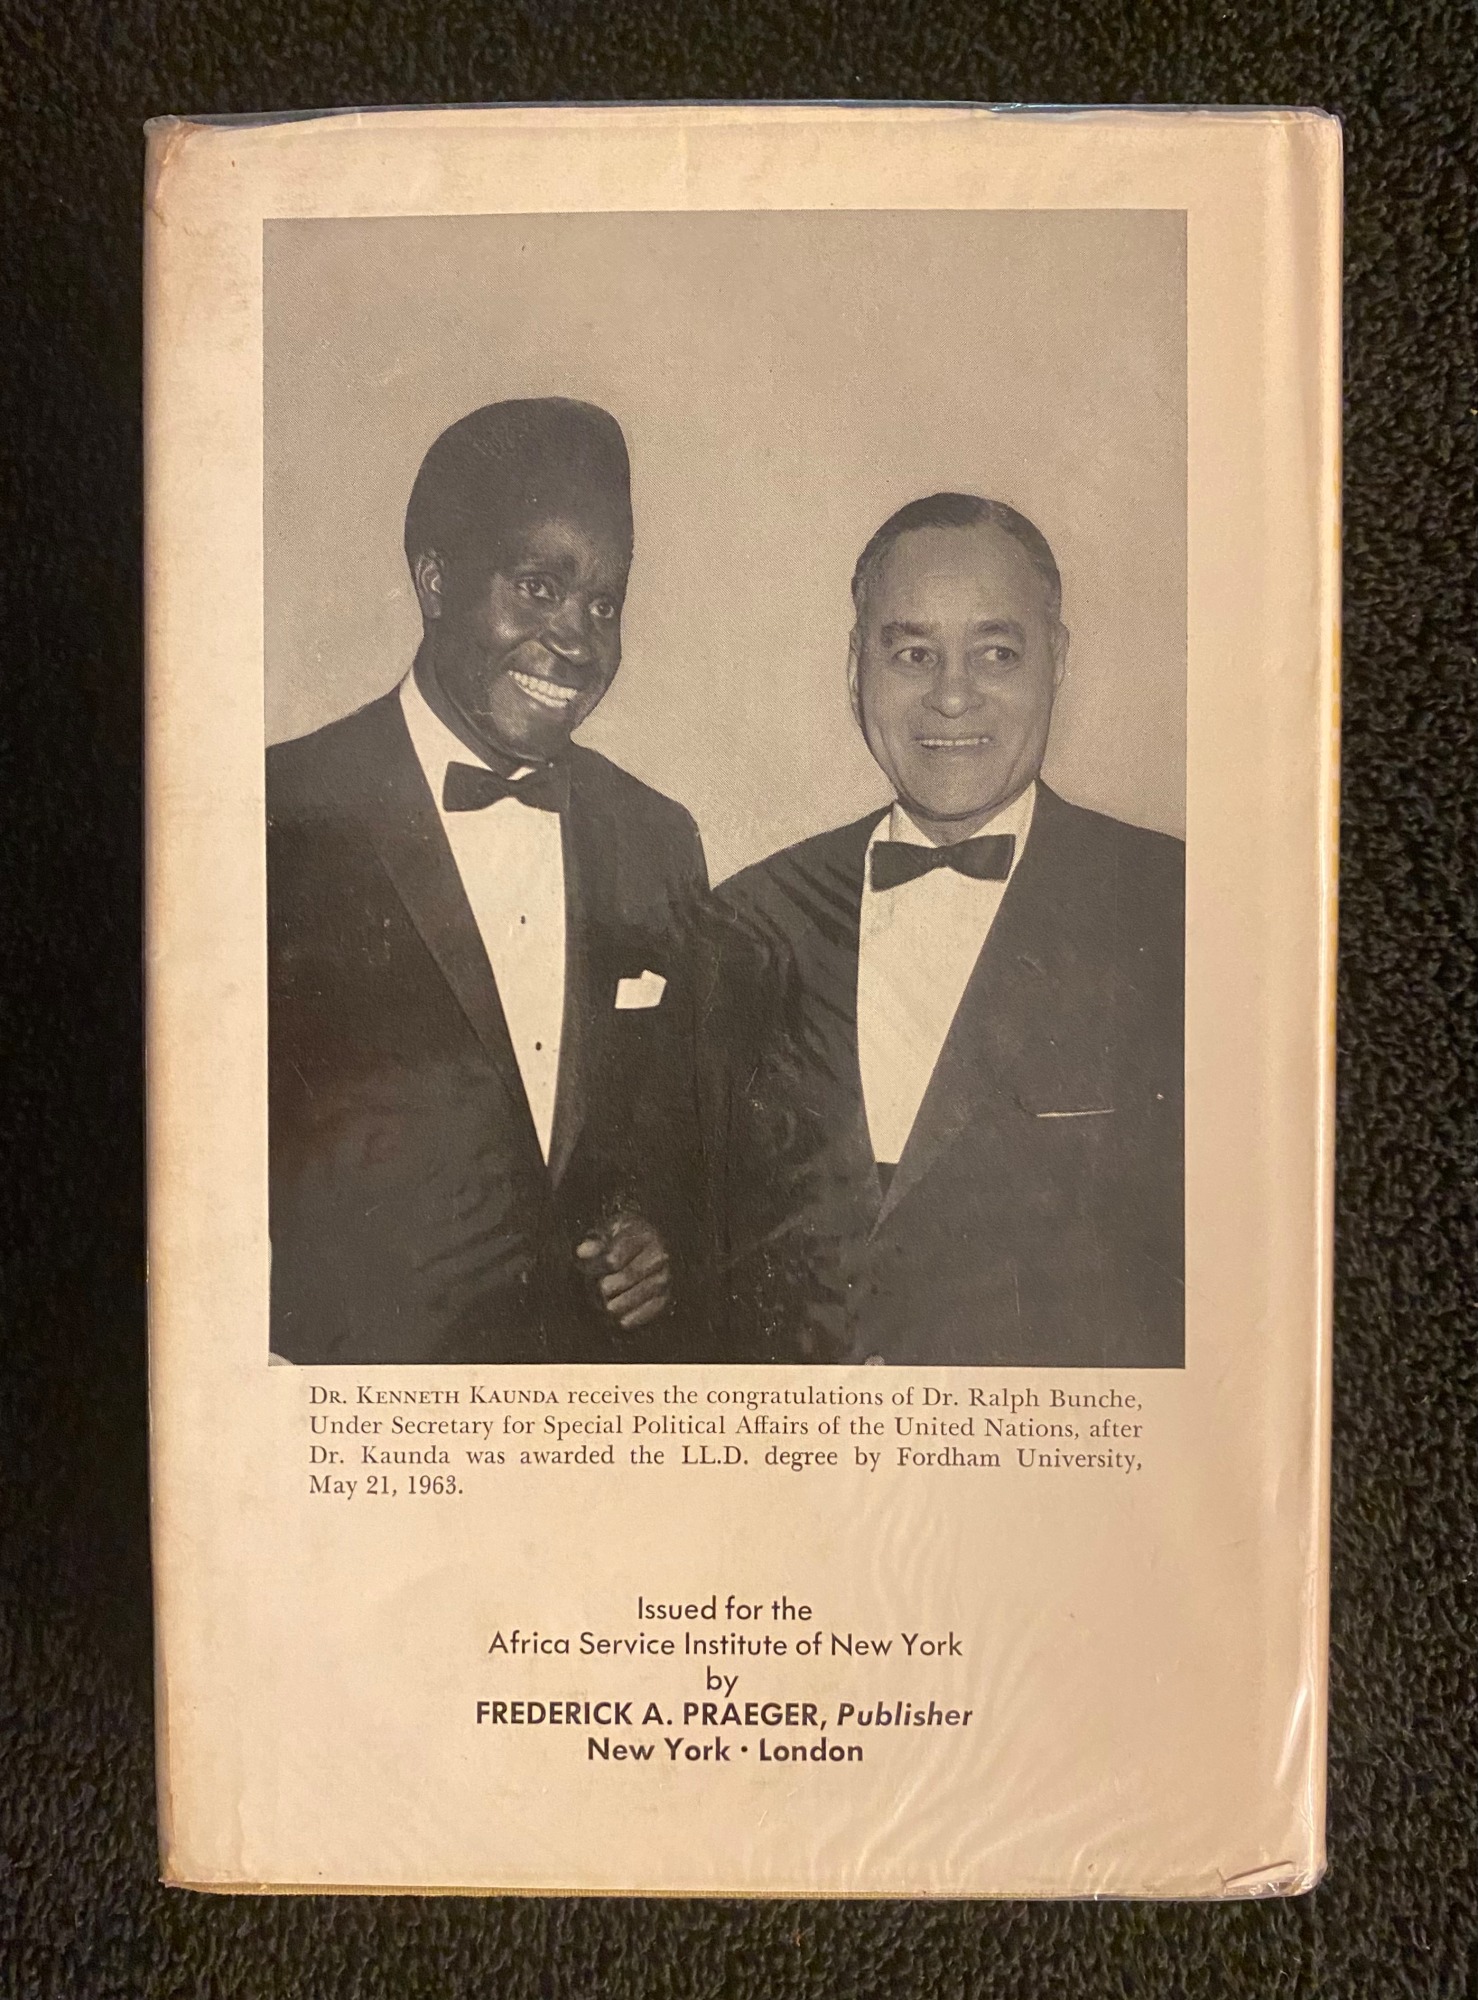 DR. KENNETH KAUNDA receives the congratulations of Dr. Ralph Bunche,
Under Secretary for Special Political Affairs of the United Nations, after
Dr. Kaunda was awarded the LL.D. degree by Fordham University,
May 21, 1963.
Issued for the
Africa Service Institute of New York
by
FREDERICK A. PRAEGER, Publisher
New York • London